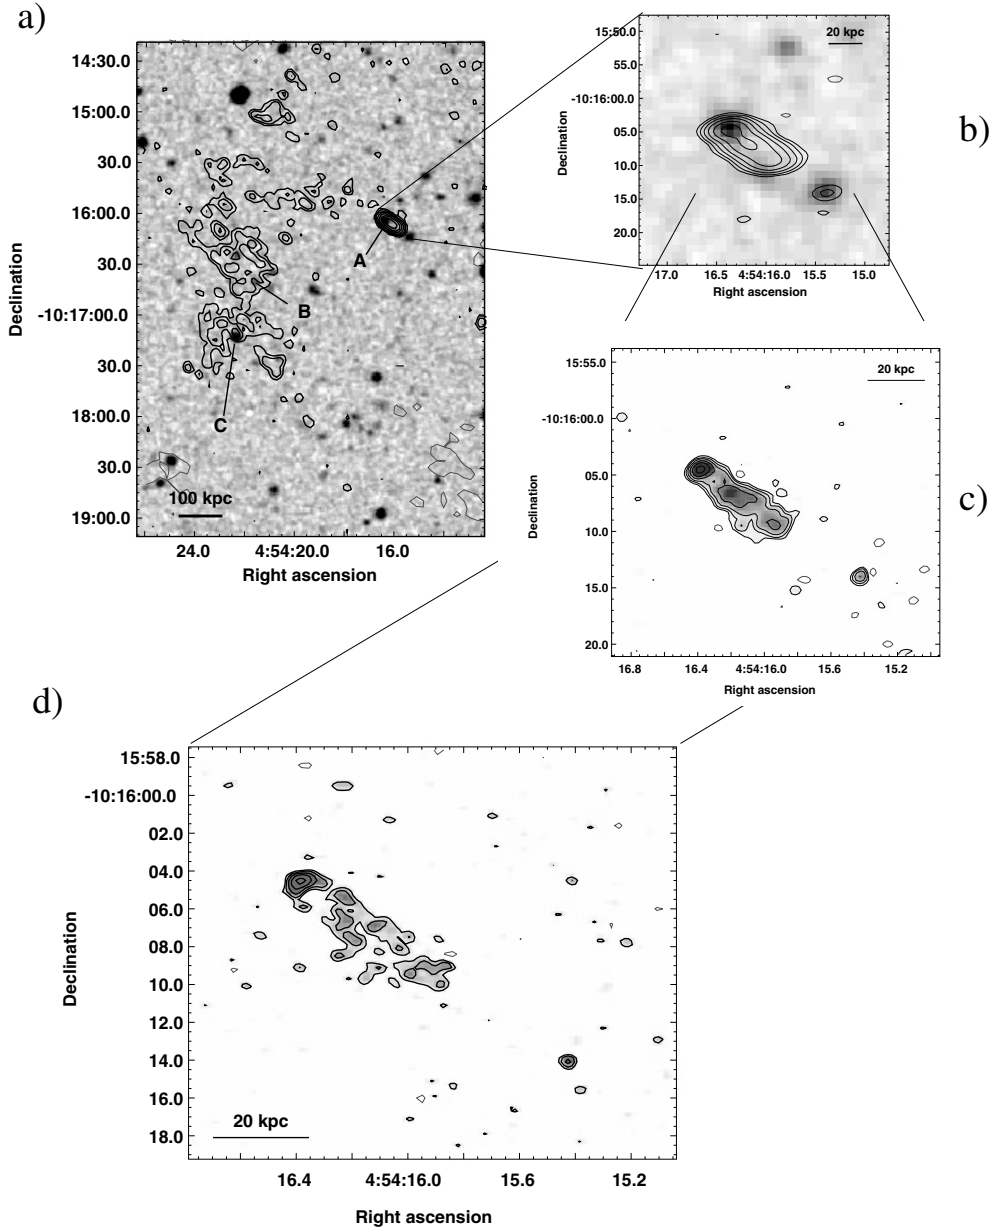 a)
14:30.0
15:00.0
30.0
16:00.0
30.0
-10:17:00.0
30.0
18:00.0
30.0
19:00.0
Declination
A
B
C
100 kpc
24.0 4:54:20.0 16.0
Right ascension
b)
15:50.0
55.0
-10:16:00.0
05.0
10.0
15.0
20.0
Declination
20 kpc
17.0 16.5 4:54:16.0 15.5 15.0
Right ascension
c)
15:55.0
-10:16:00.0
05.0
10.0
15.0
20.0
Declination
20 kpc
16.8 16.4 4:54:16.0 15.6 15.2
Right ascension
d)
15:58.0
-10:16:00.0
02.0
04.0
06.0
08.0
10.0
12.0
14.0
16.0
18.0
Declination
20 kpc
16.4 4:54:16.0 15.6 15.2
Right ascension